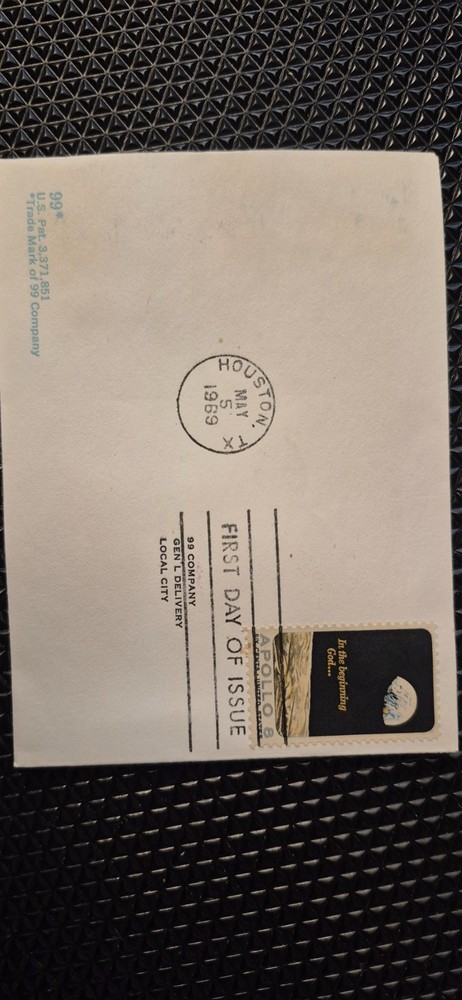 99*
U.S. Pat. 3,371,851
*Trade Mark of 99 Company
HOUSTON, TX
MAY
5
1969
FIRST DAY OF ISSUE
99 COMPANY
GEN'L DELIVERY
LOCAL CITY
In the beginning
God...
APOLLO 8